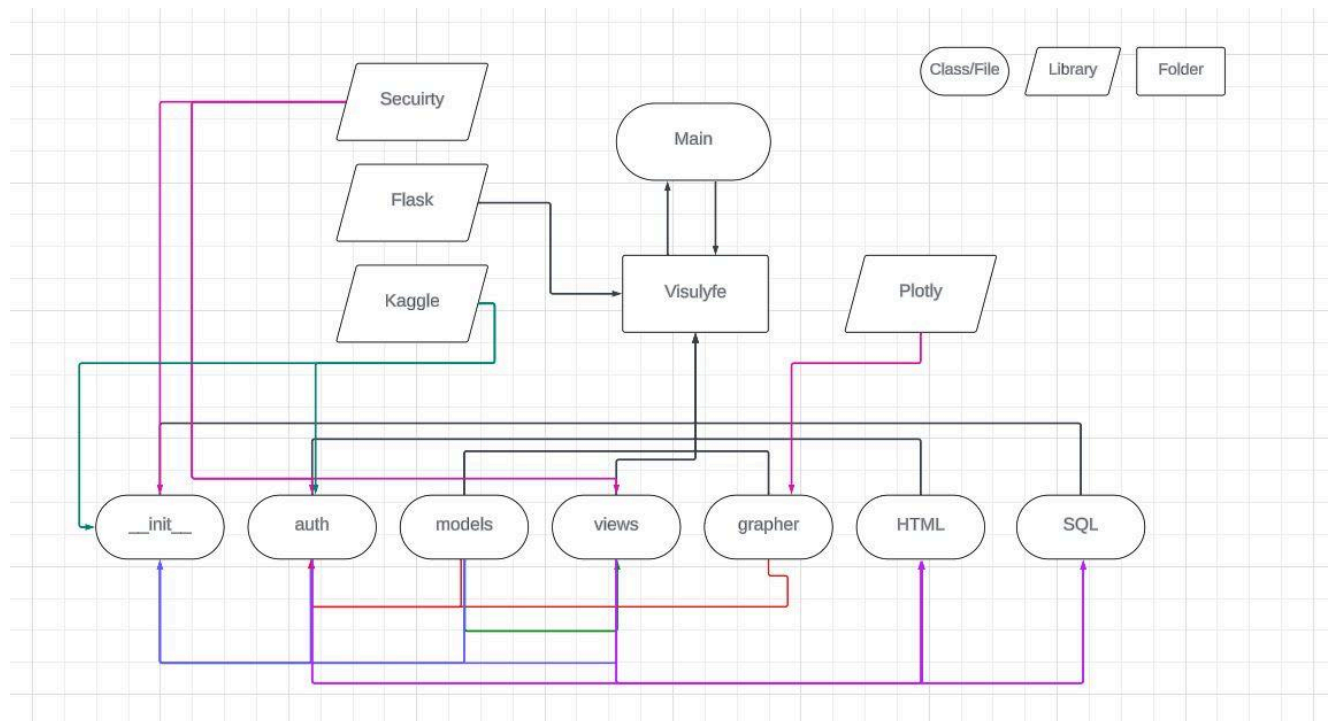 Class/File
Library
Folder
Secuirty
Main
Flask
Kaggle
Visulyfe
Plotly
__init__
auth
models
views
grapher
HTML
SQL